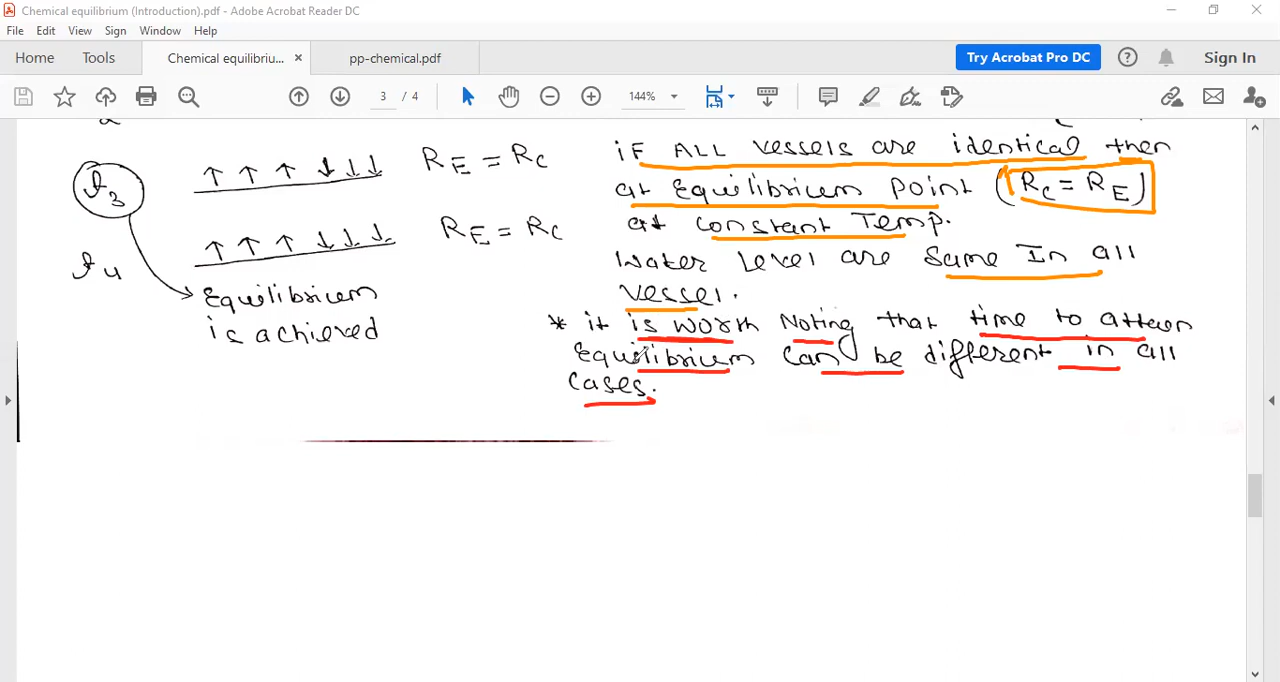 Chemical equilibrium (Introduction).pdf - Adobe Acrobat Reader DC
File Edit View Sign Window Help
Home Tools Chemical equilibriu... × pp-chemical.pdf Try Acrobat Pro DC Sign In
3 / 4 144%
t3 ↑ ↑ ↑ ↓ ↓ ↓ RE = RC
t4 ↑ ↑ ↑ ↓ ↓ ↓ RE = RC
Equilibrium
is achieved
if ALL vessels are identical then
at Equilibrium Point (RC = RE)
at constant Temp.
Water Level are Same In all
vessel.
* it is worth Noting that time to attain
Equilibrium Can be different in all
Cases.